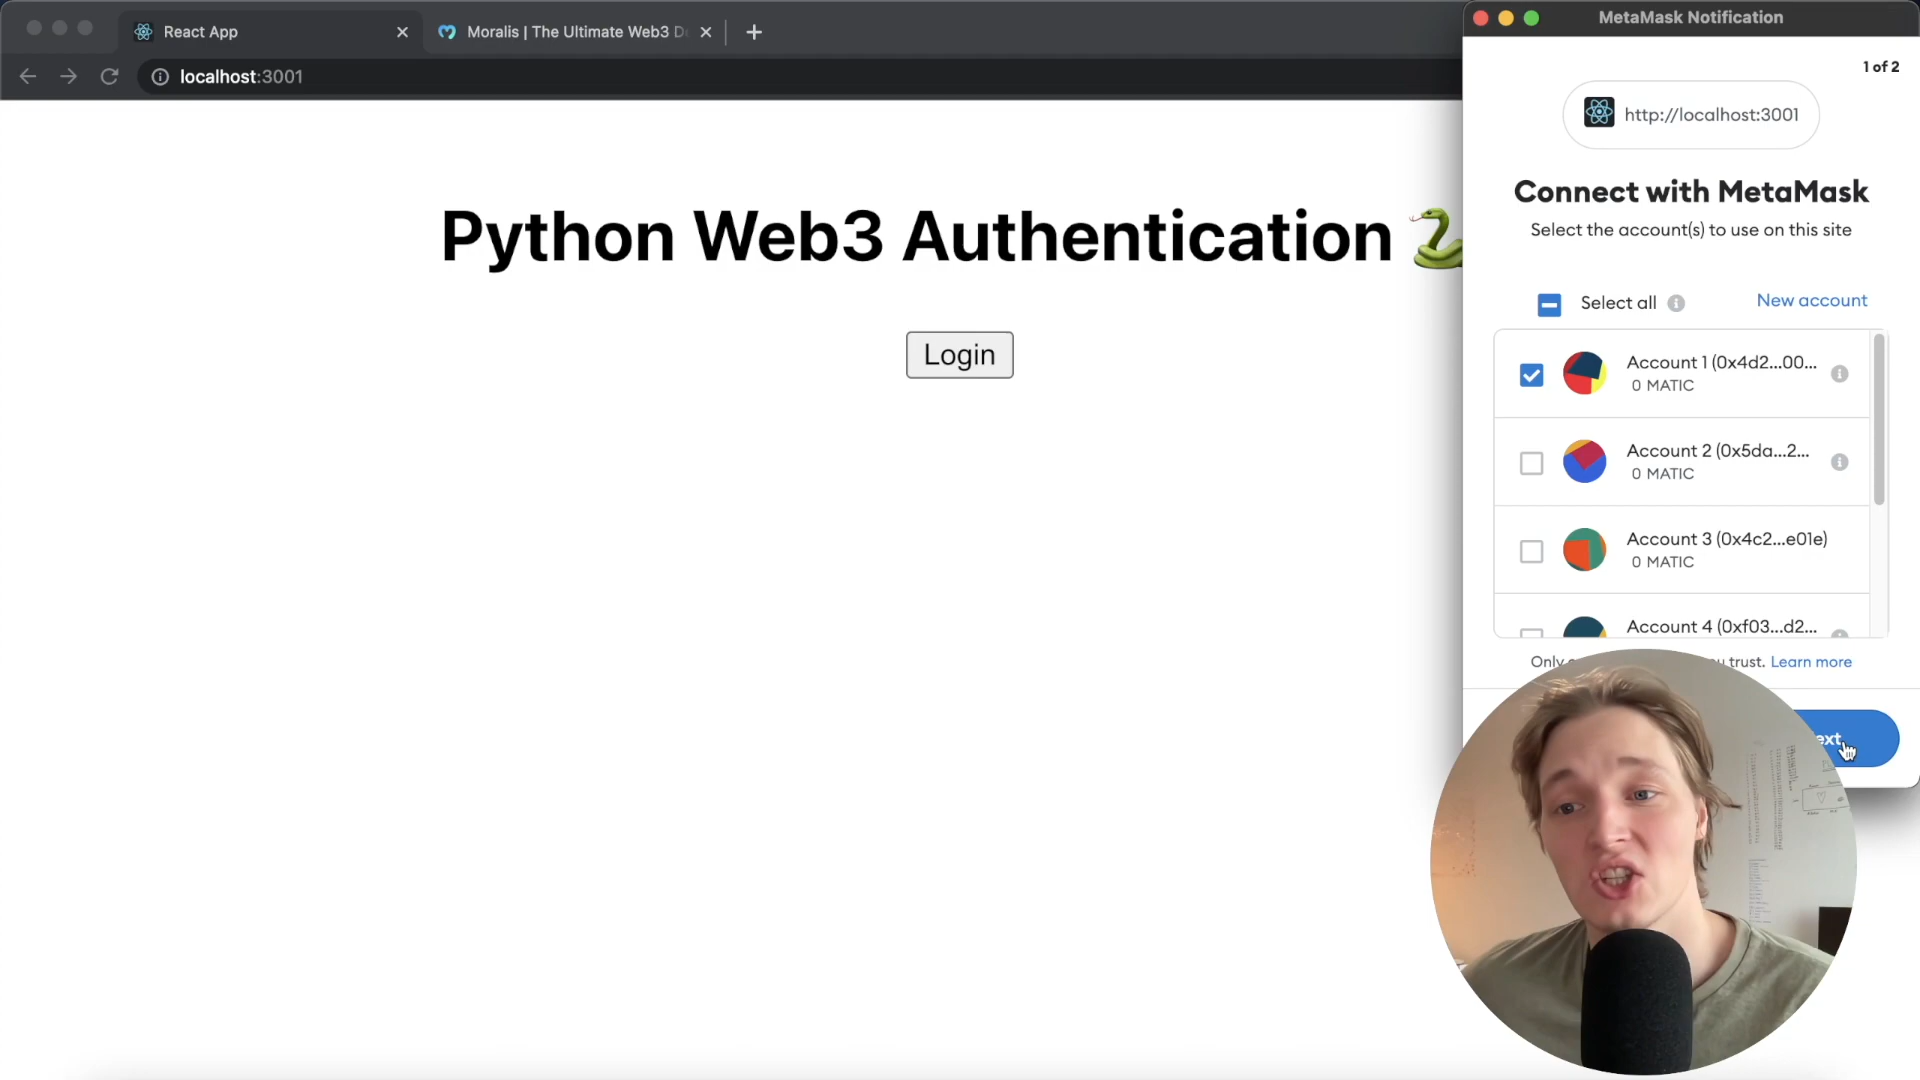 React App
Moralis | The Ultimate Web3 D
localhost:3001
Python Web3 Authentication
Login
MetaMask Notification
1 of 2
http://localhost:3001
Connect with MetaMask
Select the account(s) to use on this site
Select all
New account
Account 1 (0x4d2...00...
0 MATIC
Account 2 (0x5da...2...
0 MATIC
Account 3 (0x4c2...e01e)
0 MATIC
Account 4 (0xf03...d2...
Only trust. Learn more
ext